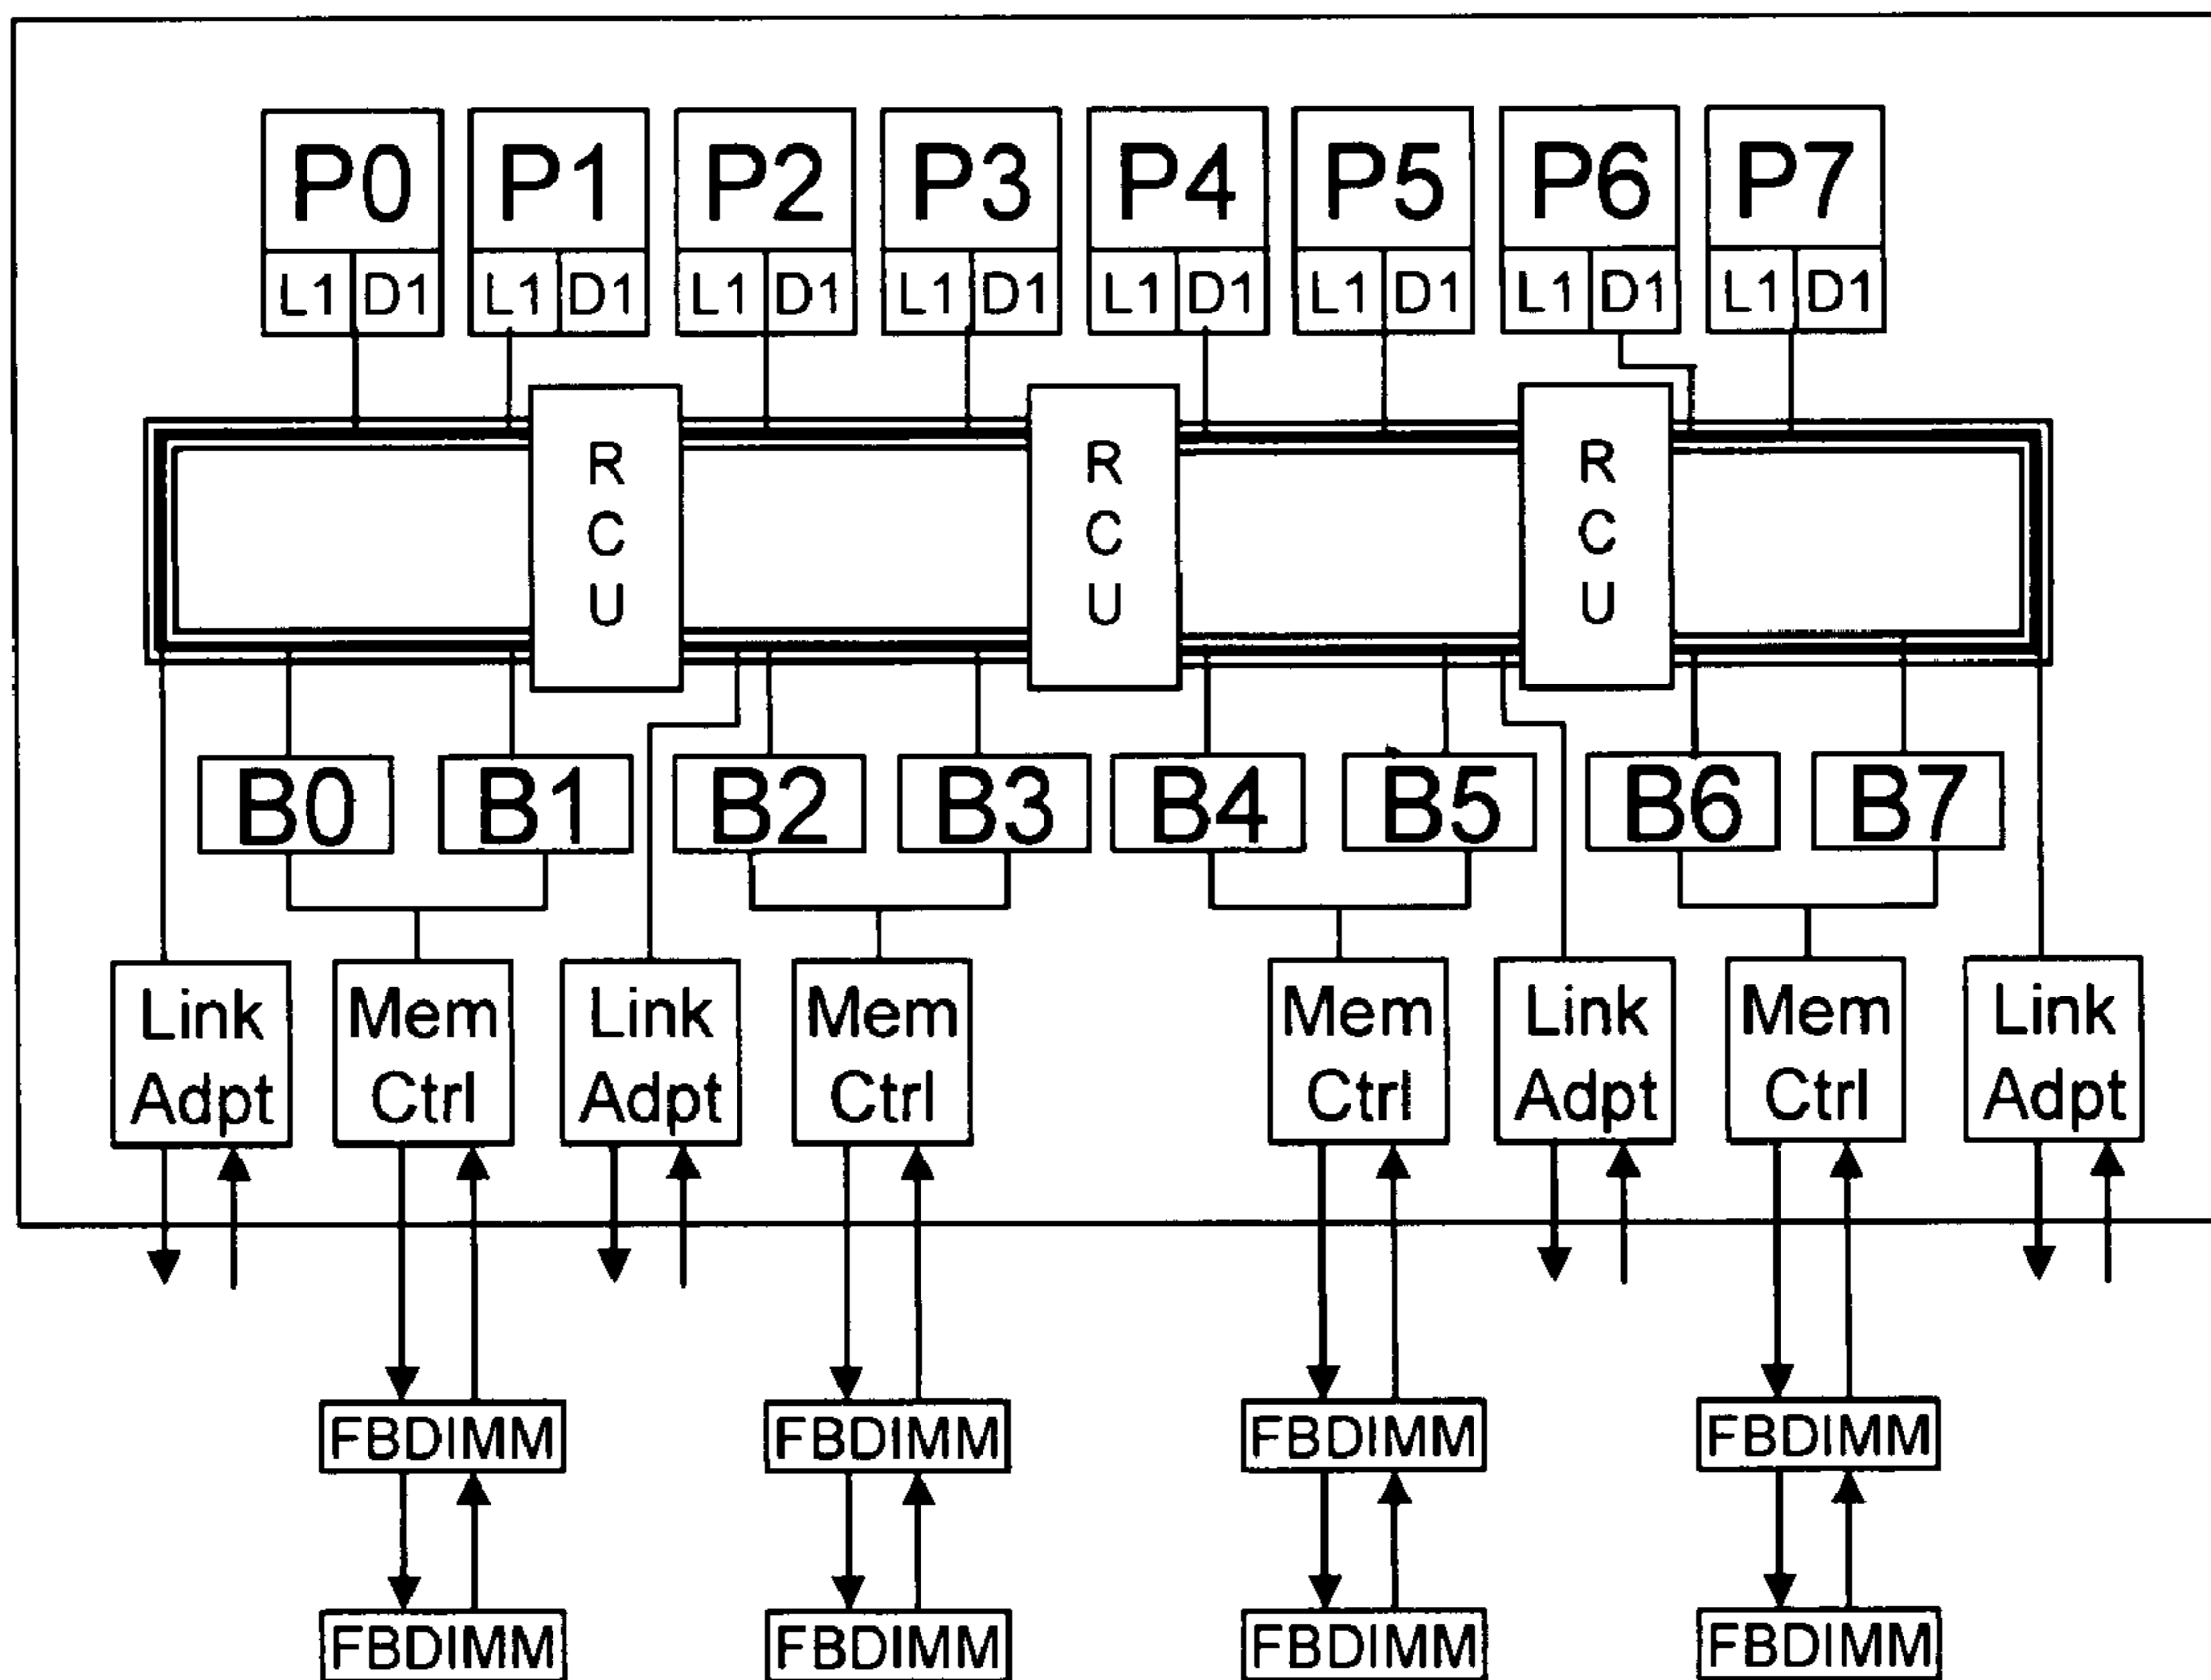 P0 P1 P2 P3 P4 P5 P6 P7
L1 D1 L1 D1 L1 D1 L1 D1 L1 D1 L1 D1 L1 D1 L1 D1
R R R
C C C
U U U
B0 B1 B2 B3 B4 B5 B6 B7
Link Mem Link Mem Mem Link Mem Link
Adpt Ctrl Adpt Ctrl Ctrl Adpt Ctrl Adpt
FBDIMM FBDIMM FBDIMM FBDIMM
FBDIMM FBDIMM FBDIMM FBDIMM